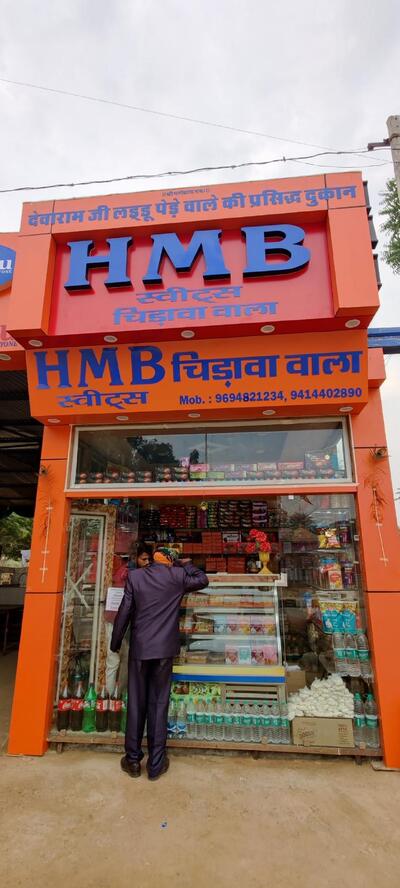 देवाराम जी लड्डू पेड़े वाले की प्रसिद्ध दुकान
HMB
स्वीट्स
चिड़ावा वाला
HMB चिड़ावा वाला
स्वीट्स
Mob. : 9694821234, 9414402890